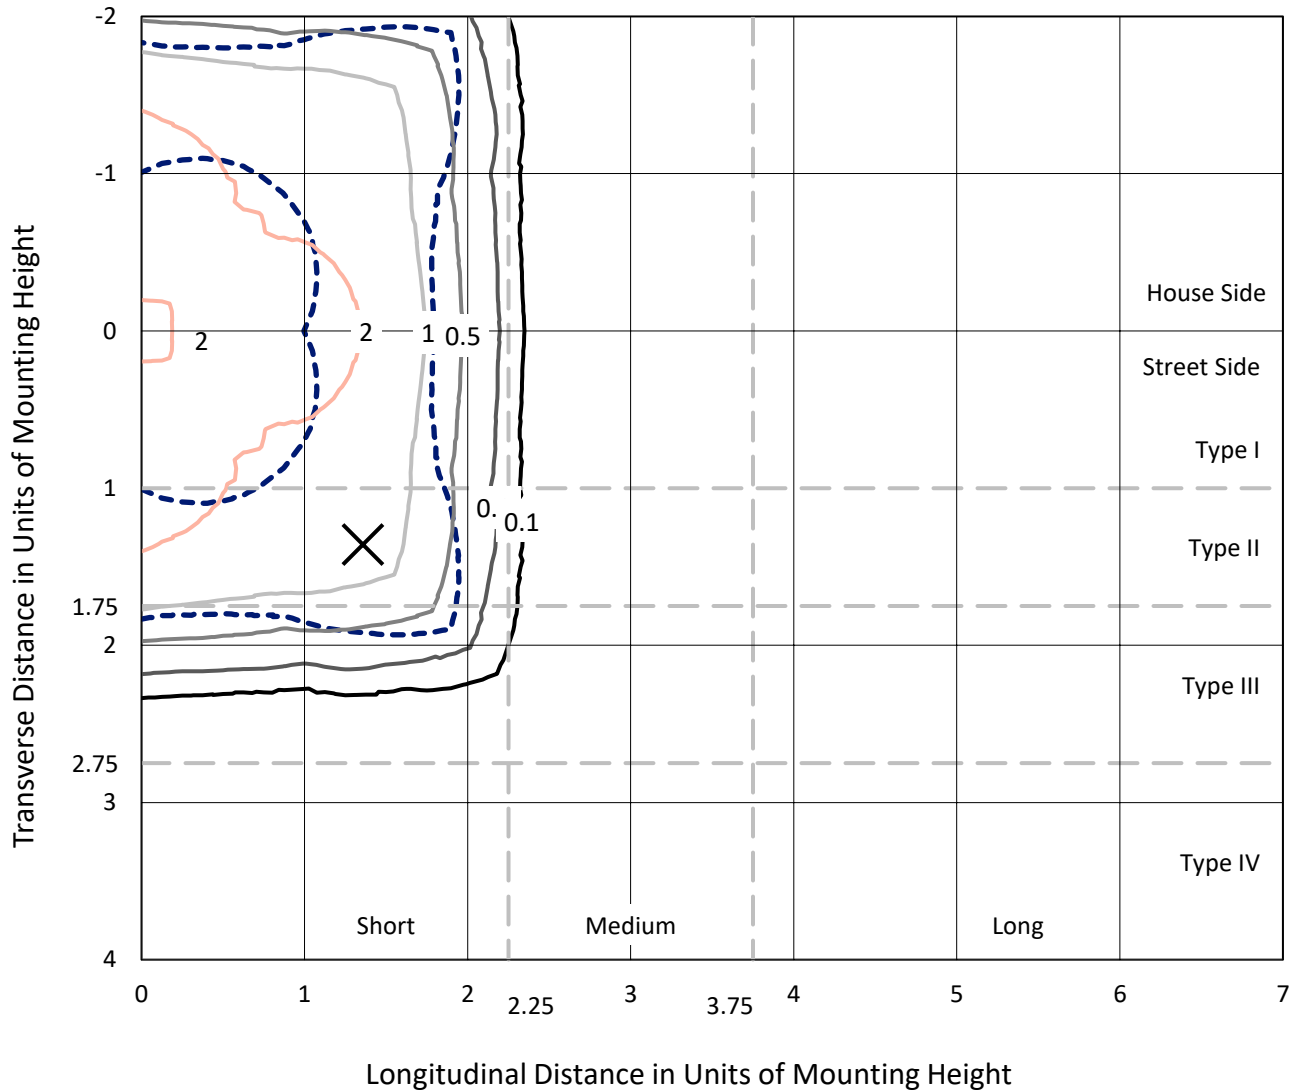 -2
-1
House Side
0
2
2
1
0.5
Street Side
Type I
1
0.
0.1
Type II
1.75
2
Type III
2.75
3
Type IV
Short
Medium
Long
4
0
1
2
2.25
3
3.75
4
5
6
7
Transverse Distance in Units of Mounting Height
Longitudinal Distance in Units of Mounting Height